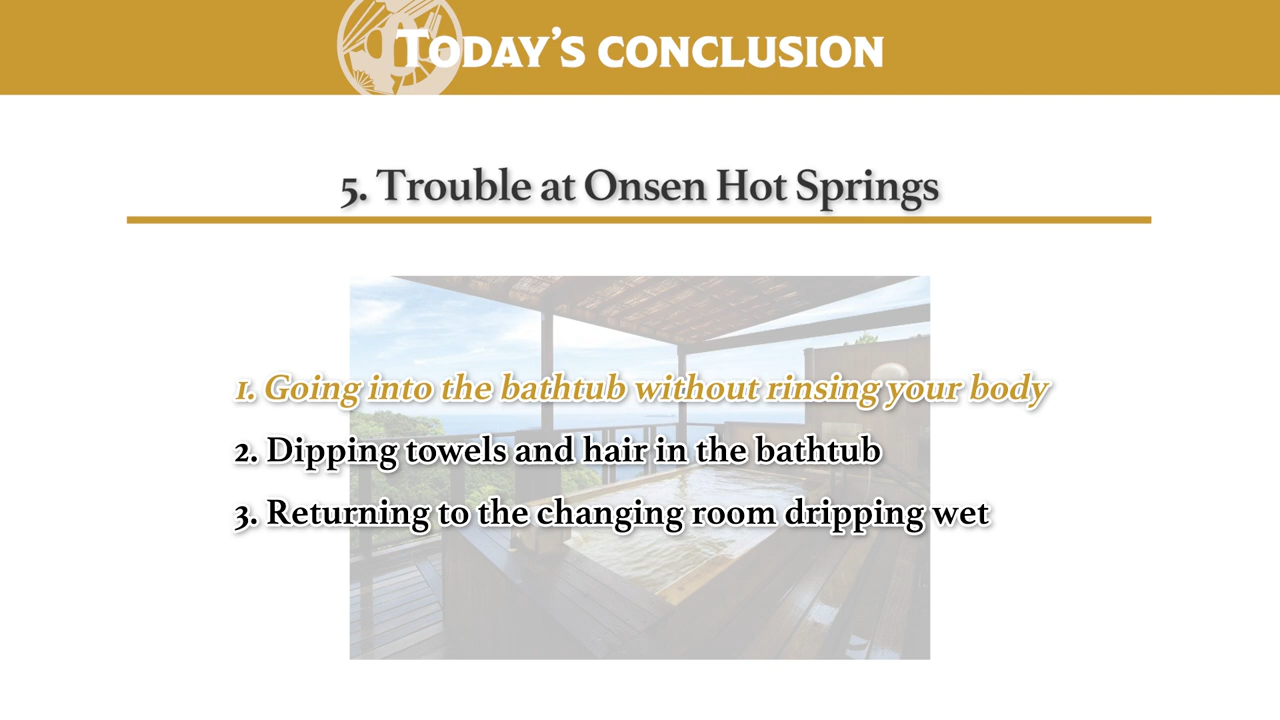 Today's conclusion
5. Trouble at Onsen Hot Springs
1. Going into the bathtub without rinsing your body
2. Dipping towels and hair in the bathtub
3. Returning to the changing room dripping wet